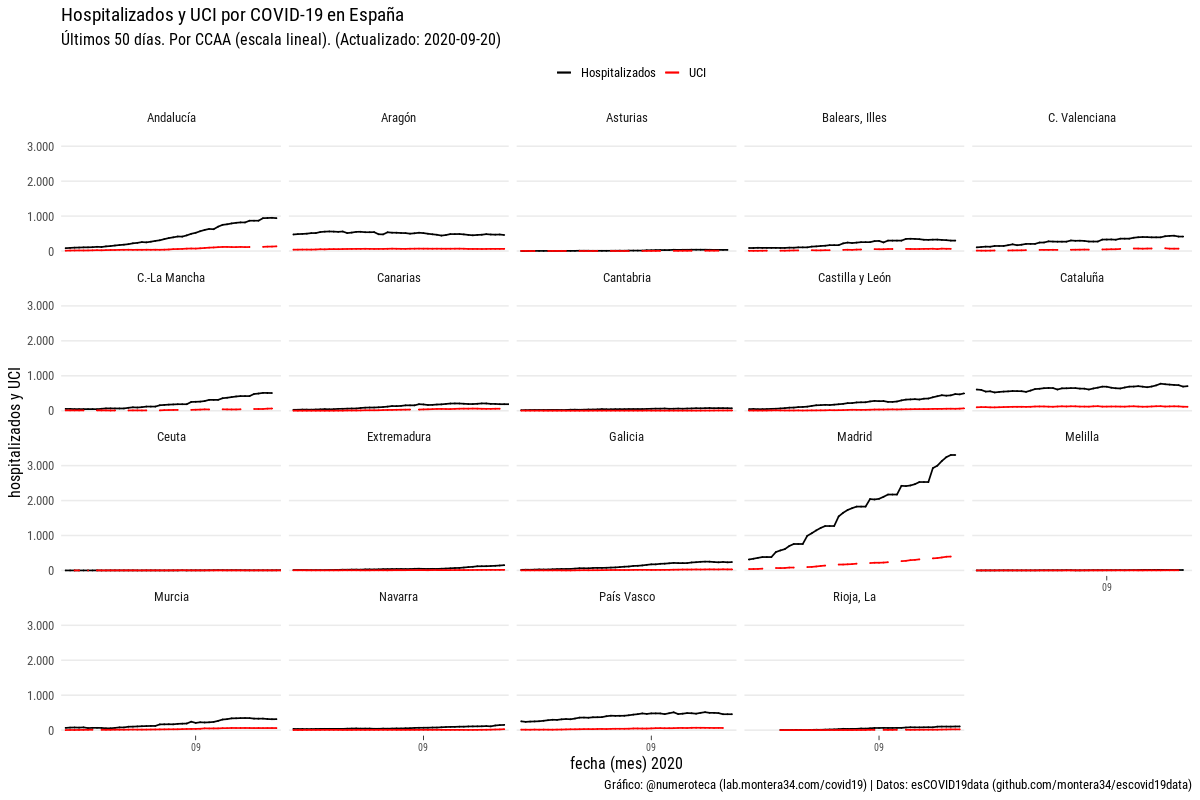 Hospitalizados y UCI por COVID-19 en España
Últimos 50 días. Por CCAA (escala lineal). (Actualizado: 2020-09-20)
Hospitalizados UCI
Andalucía Aragón Asturias Balears, Illes C. Valenciana
3.000
2.000
1.000
0
C.-La Mancha Canarias Cantabria Castilla y León Cataluña
3.000
2.000
1.000
0
Ceuta Extremadura Galicia Madrid Melilla
3.000
2.000
1.000
0
09
Murcia Navarra País Vasco Rioja, La
3.000
2.000
1.000
0
09 09 09 09
hospitalizados y UCI
fecha (mes) 2020
Gráfico: @numeroteca (lab.montera34.com/covid19) | Datos: esCOVID19data (github.com/montera34/escovid19data)